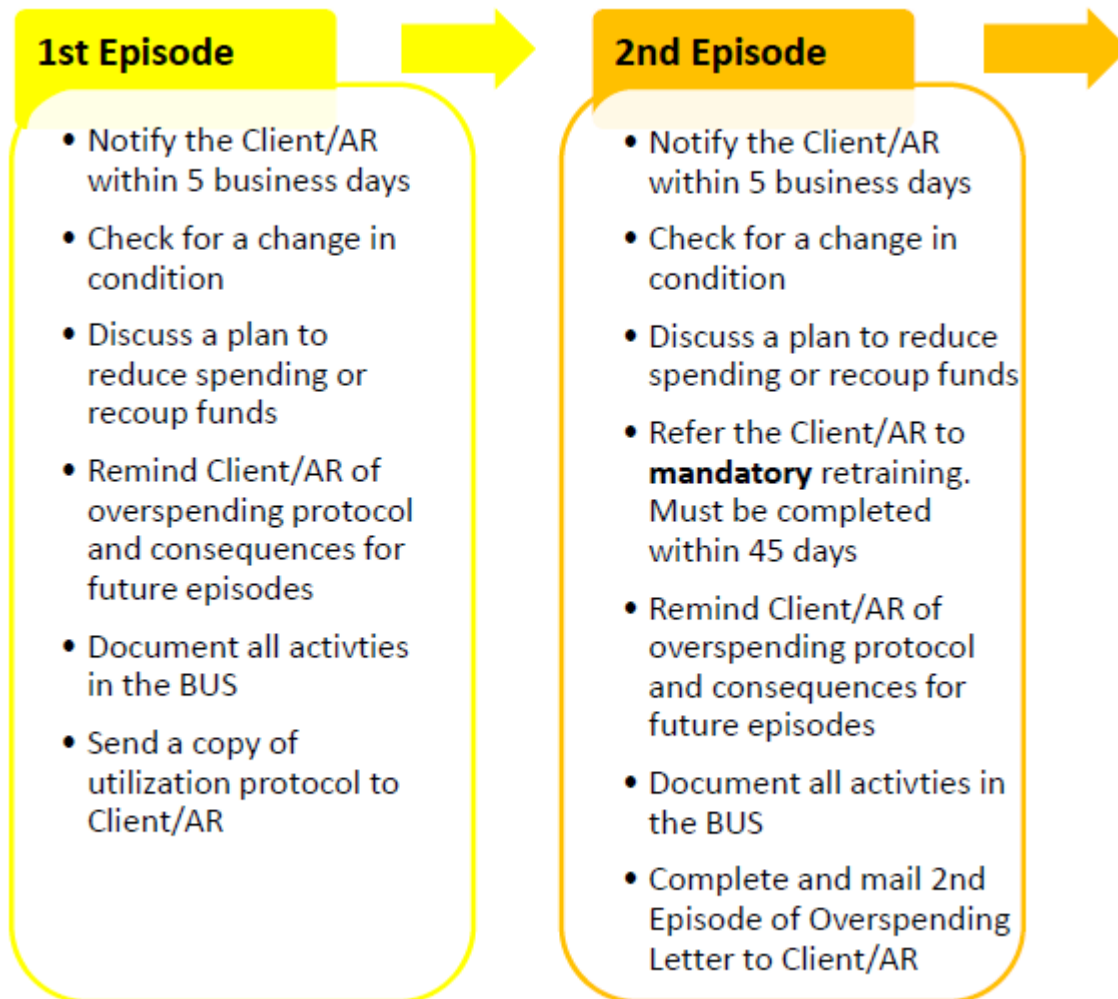 1st Episode
• Notify the Client/AR
within 5 business days
• Check for a change in
condition
• Discuss a plan to
reduce spending or
recoup funds
• Remind Client/AR of
overspending protocol
and consequences for
future episodes
• Document all activties
in the BUS
• Send a copy of
utilization protocol to
Client/AR
2nd Episode
• Notify the Client/AR
within 5 business days
• Check for a change in
condition
• Discuss a plan to reduce
spending or recoup funds
• Refer the Client/AR to
mandatory retraining.
Must be completed
within 45 days
• Remind Client/AR of
overspending protocol
and consequences for
future episodes
• Document all activties in
the BUS
• Complete and mail 2nd
Episode of Overspending
Letter to Client/AR